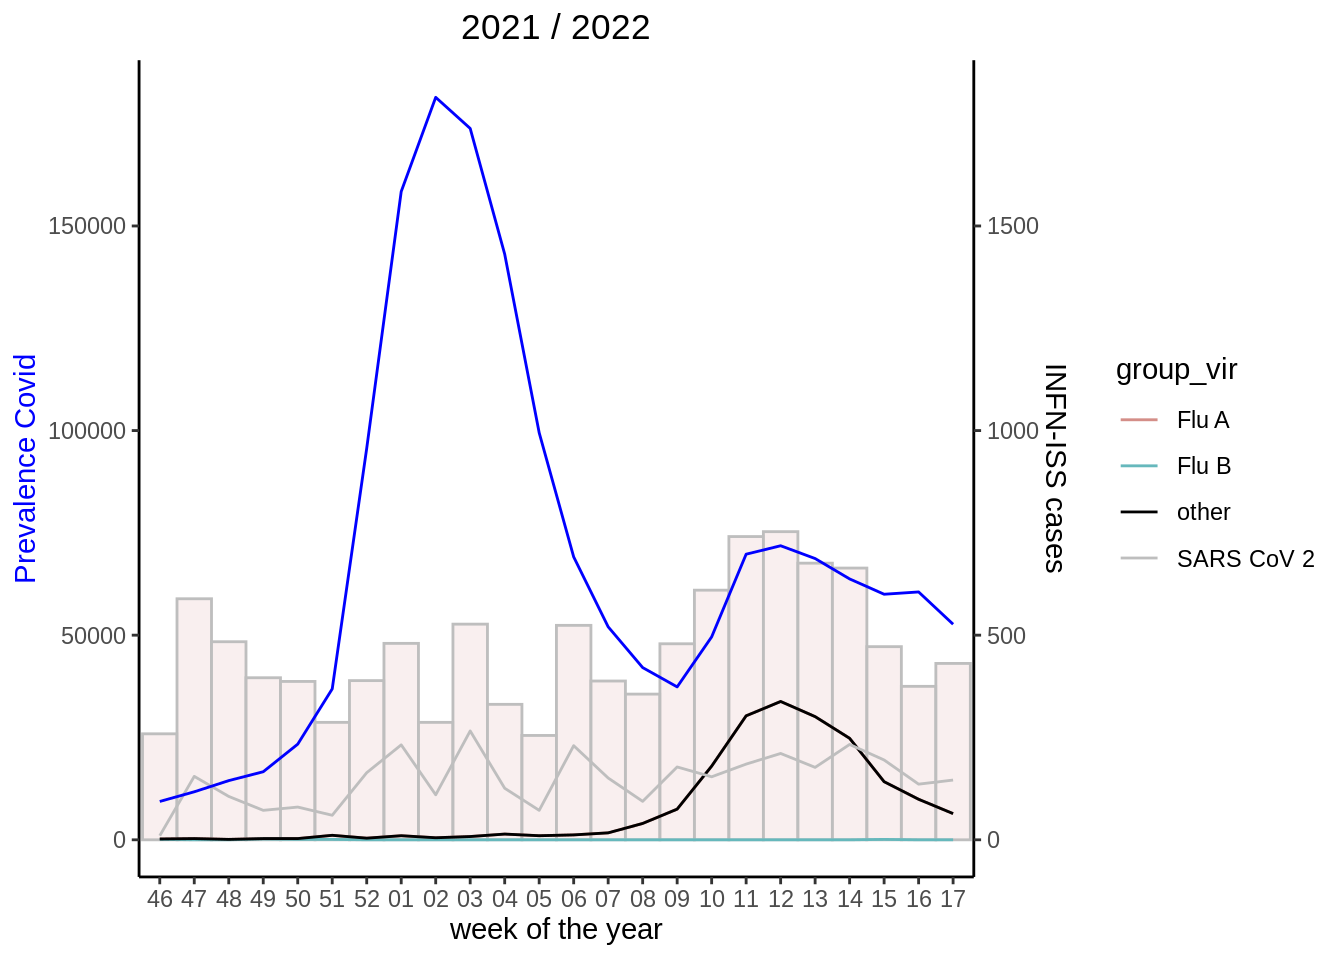 2021 / 2022
Prevalence Covid
150000
100000
50000
0
1500
1000
500
0
INFN-ISS cases
46 47 48 49 50 51 52 01 02 03 04 05 06 07 08 09 10 11 12 13 14 15 16 17
week of the year
group_vir
Flu A
Flu B
other
SARS CoV 2